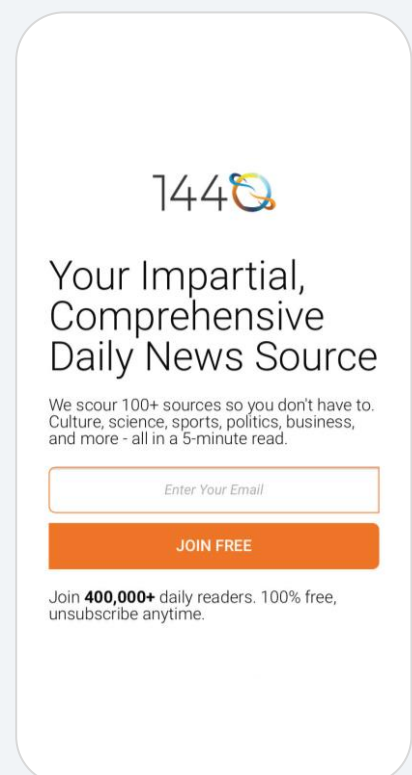 1440
Your Impartial,
Comprehensive
Daily News Source
We scour 100+ sources so you don't have to.
Culture, science, sports, politics, business,
and more - all in a 5-minute read.
Enter Your Email
JOIN FREE
Join 400,000+ daily readers. 100% free,
unsubscribe anytime.